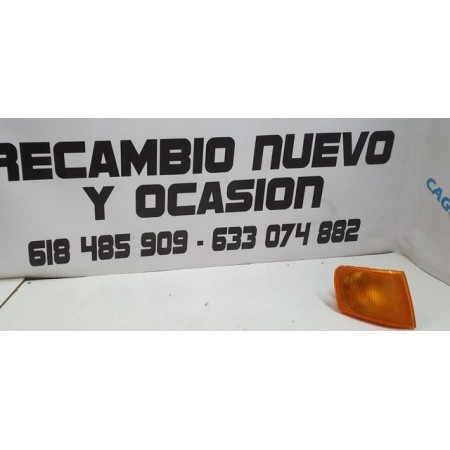 RECAMBIO NUEVO
Y OCASION
618 485 909 - 633 074 882